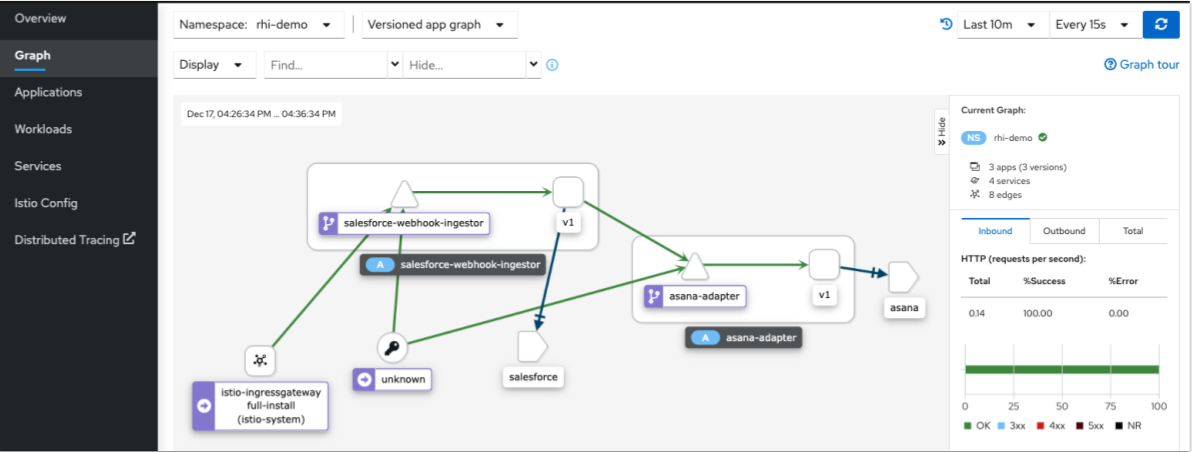 Overview
Graph
Applications
Workloads
Services
Istio Config
Distributed Tracing
Namespace: rhi-demo
Versioned app graph
Last 10m
Every 15s
Display
Find...
Hide...
Graph tour
Dec 17, 04:26:34 PM ... 04:36:34 PM
salesforce-webhook-ingestor
v1
A salesforce-webhook-ingestor
asana-adapter
v1
asana
A asana-adapter
salesforce
unknown
istio-ingressgateway
full-install
(istio-system)
Hide
Current Graph:
NS rhi-demo
3 apps (3 versions)
4 services
8 edges
Inbound Outbound Total
HTTP (requests per second):
Total %Success %Error
0.14 100.00 0.00
0 25 50 75 100
OK 3xx 4xx 5xx NR